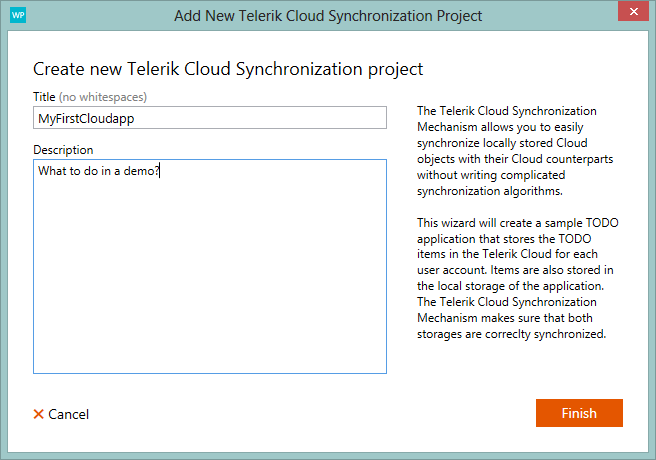 WP
Add New Telerik Cloud Synchronization Project
Create new Telerik Cloud Synchronization project
Title (no whitespaces)
MyFirstCloudapp
Description
What to do in a demo?
The Telerik Cloud Synchronization
Mechanism allows you to easily
synchronize locally stored Cloud
objects with their Cloud counterparts
without writing complicated
synchronization algorithms.
This wizard will create a sample TODO
application that stores the TODO
items in the Telerik Cloud for each
user account. Items are also stored in
the local storage of the application.
The Telerik Cloud Synchronization
Mechanism makes sure that both
storages are correclty synchronized.
Cancel
Finish